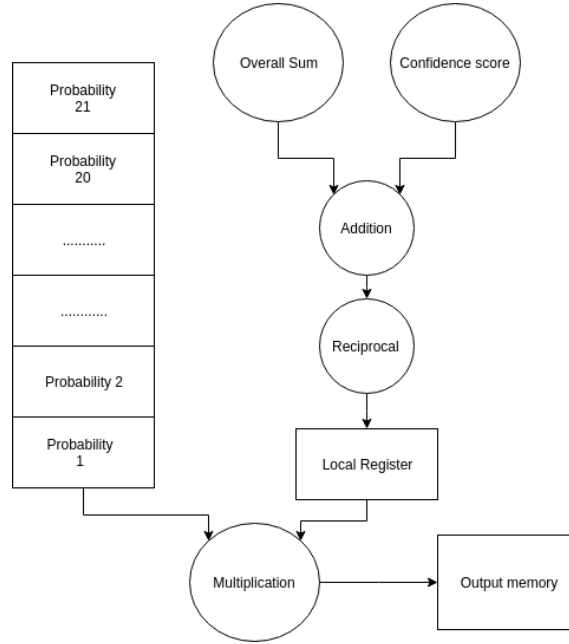 Overall Sum
Confidence score
Probability
21
Probability
20
...........
............
Probability 2
Probability
1
Addition
Reciprocal
Local Register
Multiplication
Output memory